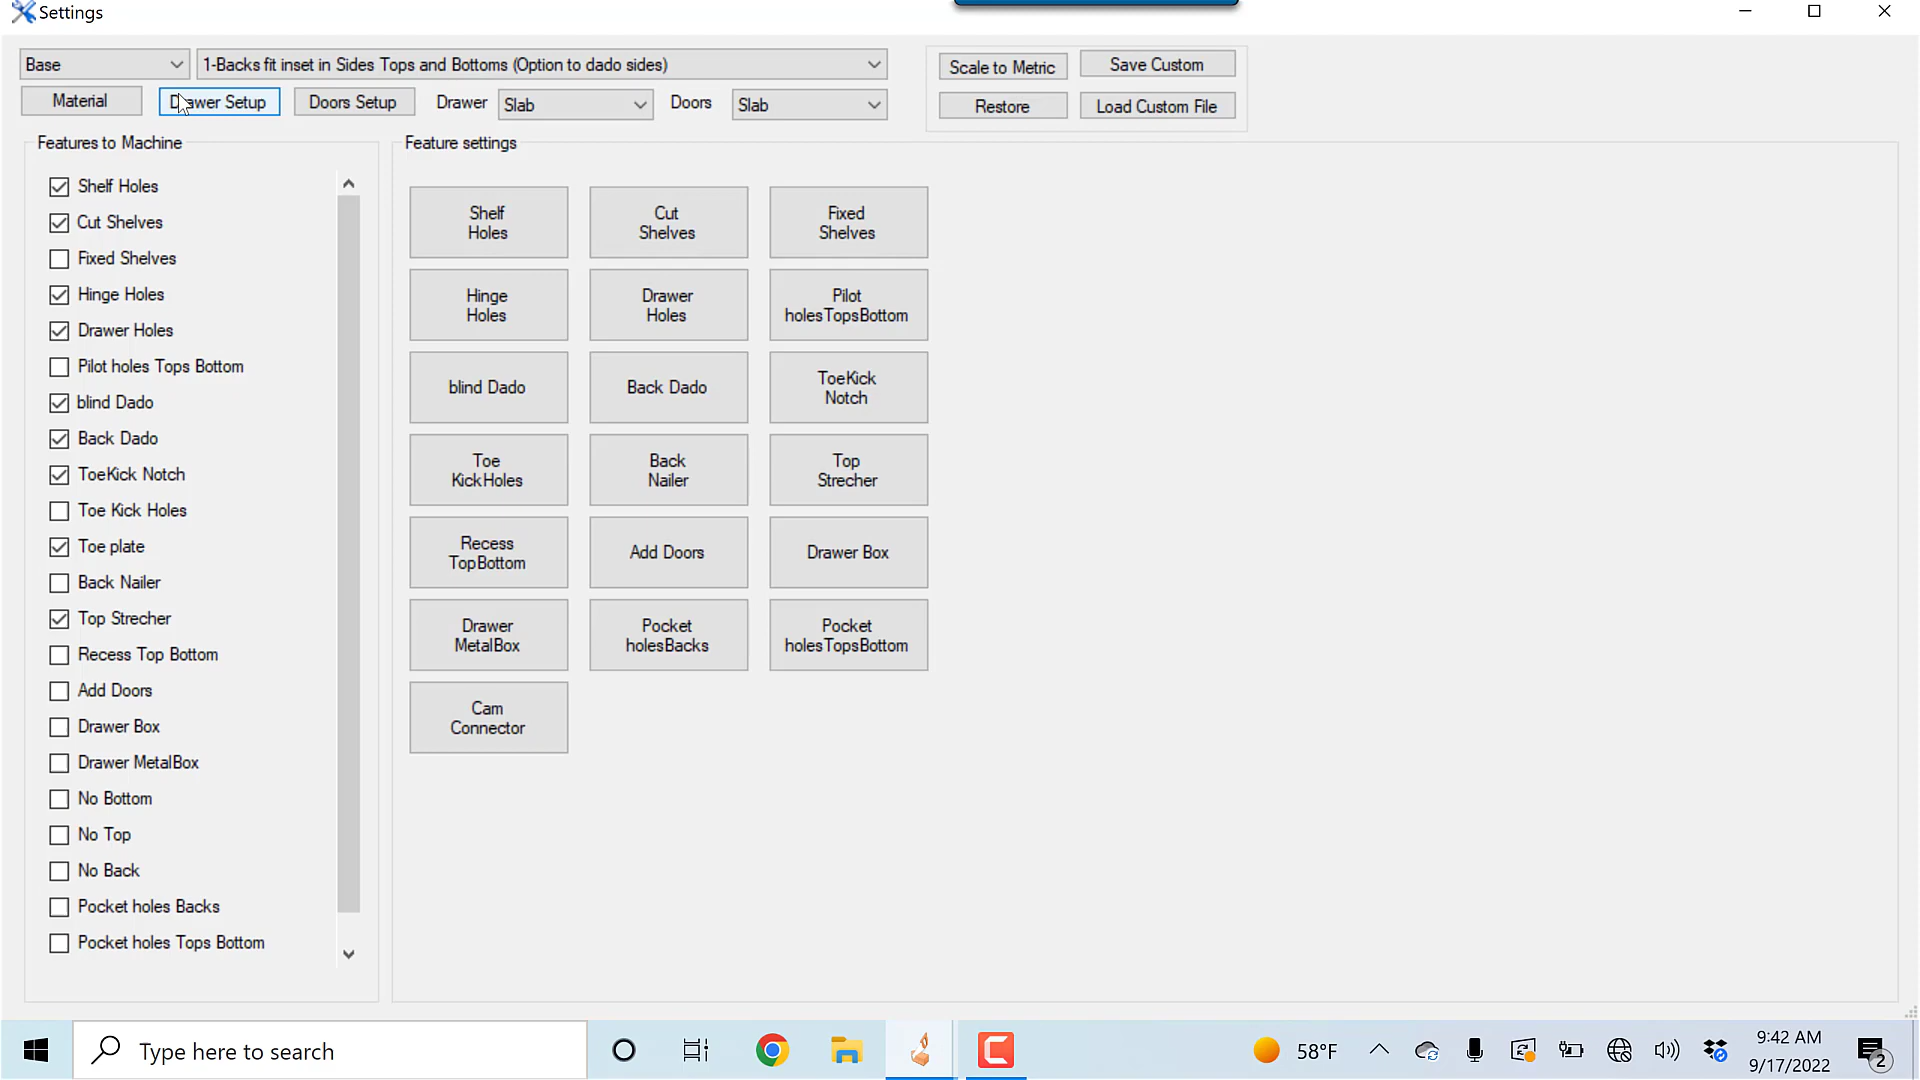 Settings
Base
1-Backs fit inset in Sides Tops and Bottoms (Option to dado sides)
Scale to Metric
Save Custom
Material
Drawer Setup
Doors Setup
Drawer
Slab
Doors
Slab
Restore
Load Custom File
Features to Machine
Shelf Holes
Cut Shelves
Fixed Shelves
Hinge Holes
Drawer Holes
Pilot holes Tops Bottom
blind Dado
Back Dado
ToeKick Notch
Toe Kick Holes
Toe plate
Back Nailer
Top Strecher
Recess Top Bottom
Add Doors
Drawer Box
Drawer MetalBox
No Bottom
No Top
No Back
Pocket holes Backs
Pocket holes Tops Bottom
Feature settings
Shelf
Holes
Cut
Shelves
Fixed
Shelves
Hinge
Holes
Drawer
Holes
Pilot
holesTopsBottom
blind Dado
Back Dado
ToeKick
Notch
Toe
KickHoles
Back
Nailer
Top
Strecher
Recess
TopBottom
Add Doors
Drawer Box
Drawer
MetalBox
Pocket
holesBacks
Pocket
holesTopsBottom
Cam
Connector
Type here to search
58°F
9:42 AM
9/17/2022
2